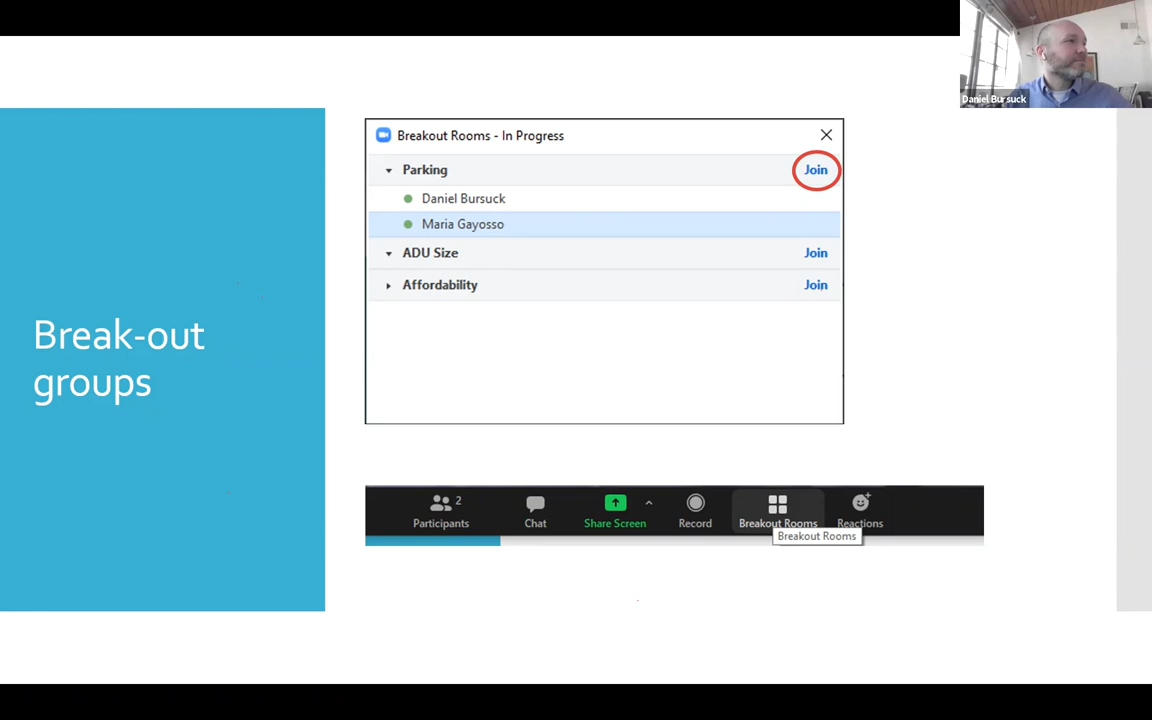 Daniel Bursuck
Breakout Rooms - In Progress
Parking
Join
Daniel Bursuck
Maria Gayosso
ADU Size
Join
Affordability
Join
Break-out
groups
2
Participants
Chat
Share Screen
Record
Breakout Rooms
Reactions
Breakout Rooms